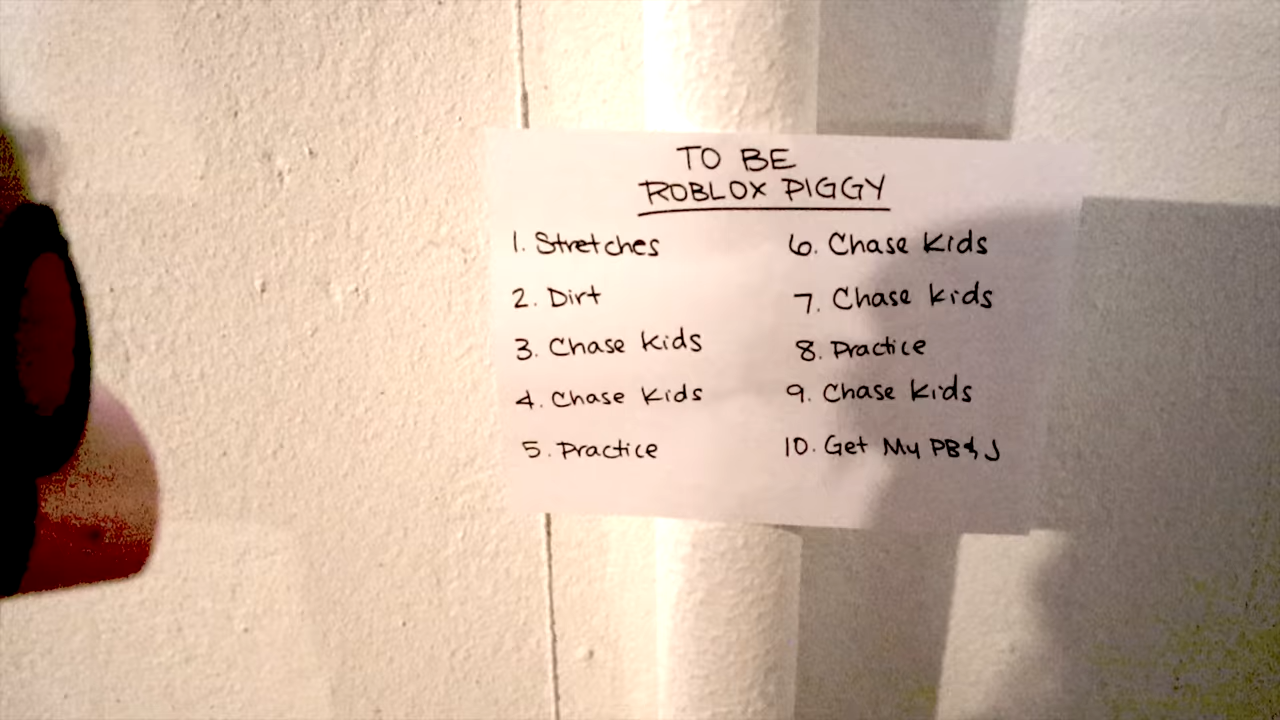 TO BE
ROBLOX PIGGY
1. Stretches
2. Dirt
3. Chase Kids
4. Chase Kids
5. Practice
6. Chase Kids
7. Chase Kids
8. Practice
9. Chase Kids
10. Get My PB & J